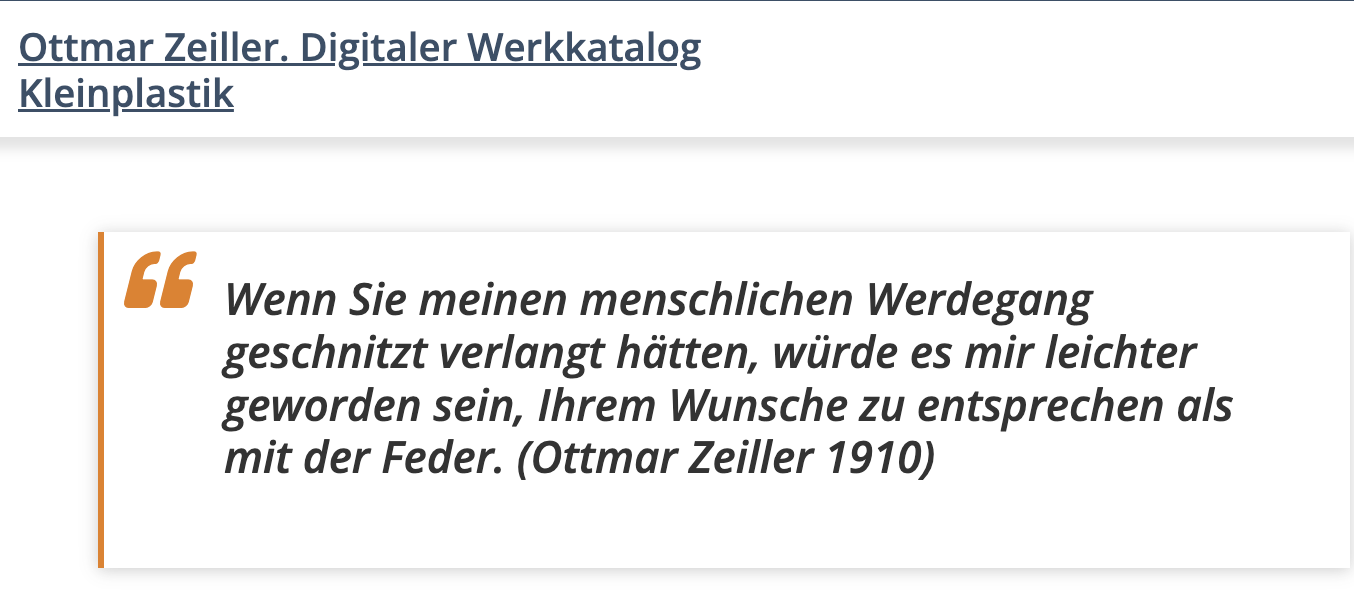 Ottmar Zeiller. Digitaler Werkkatalog
Kleinplastik
Wenn Sie meinen menschlichen Werdegang
geschnitzt verlangt hätten, würde es mir leichter
geworden sein, Ihrem Wunsche zu entsprechen als
mit der Feder. (Ottmar Zeiller 1910)